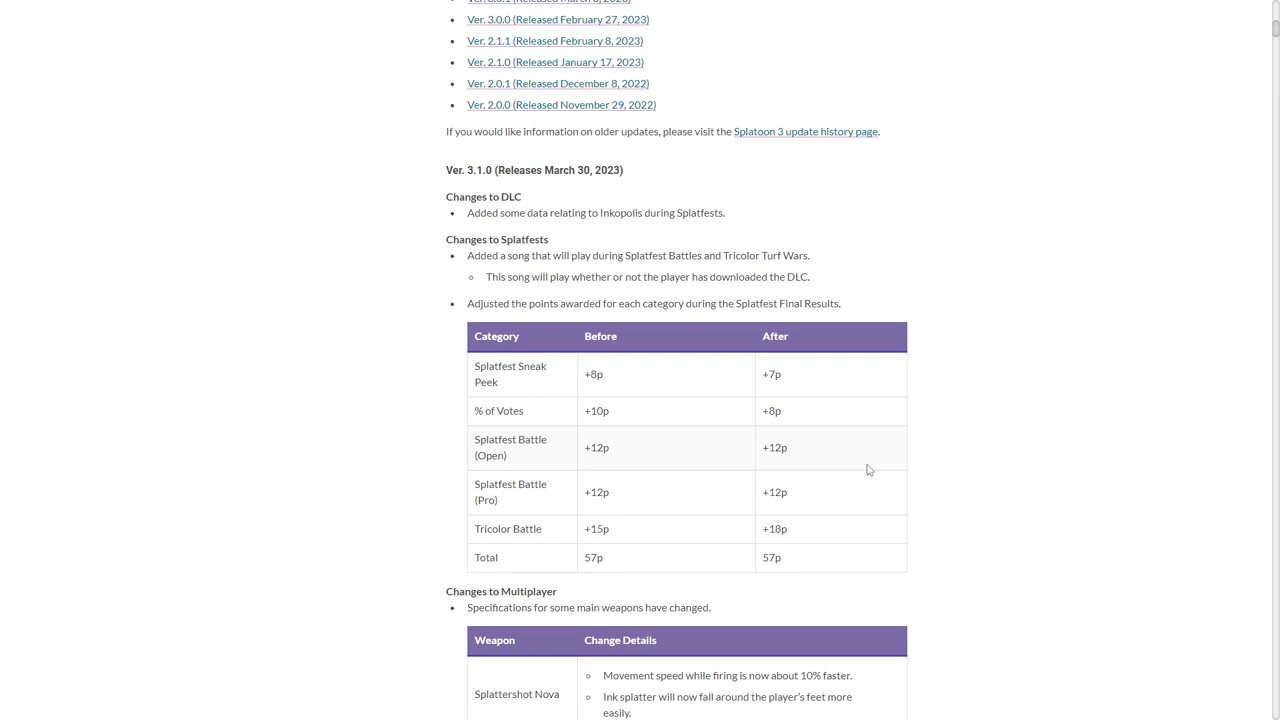 Ver. 3.0.1 (Released March 8, 2023)
Ver. 3.0.0 (Released February 27, 2023)
Ver. 2.1.1 (Released February 8, 2023)
Ver. 2.1.0 (Released January 17, 2023)
Ver. 2.0.1 (Released December 8, 2022)
Ver. 2.0.0 (Released November 29, 2022)
If you would like information on older updates, please visit the Splatoon 3 update history page.
Ver. 3.1.0 (Releases March 30, 2023)
Changes to DLC
Added some data relating to Inkopolis during Splatfests.
Changes to Splatfests
Added a song that will play during Splatfest Battles and Tricolor Turf Wars.
This song will play whether or not the player has downloaded the DLC.
Adjusted the points awarded for each category during the Splatfest Final Results.
Category Before After
Splatfest Sneak
Peek +8p +7p
% of Votes +10p +8p
Splatfest Battle
(Open) +12p +12p
Splatfest Battle
(Pro) +12p +12p
Tricolor Battle +15p +18p
Total 57p 57p
Changes to Multiplayer
Specifications for some main weapons have changed.
Weapon Change Details
Splattershot Nova
Movement speed while firing is now about 10% faster.
Ink splatter will now fall around the player's feet more
easily.